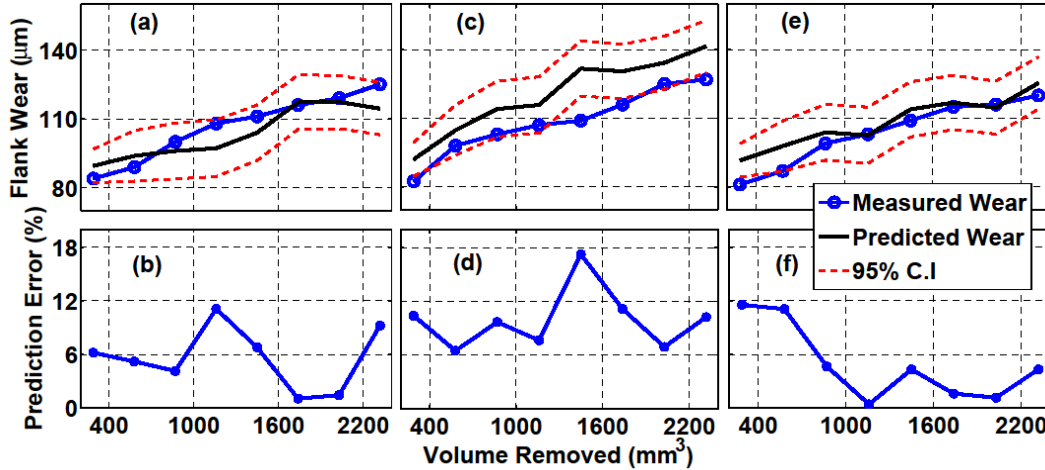 (a)
(c)
(e)
Flank Wear (μm)
140
110
80
Measured Wear
Predicted Wear
95% C.I
(b)
(d)
(f)
Prediction Error (%)
18
12
6
0
400 1000 1600 2200
400 1000 1600 2200
400 1000 1600 2200
Volume Removed (mm³)